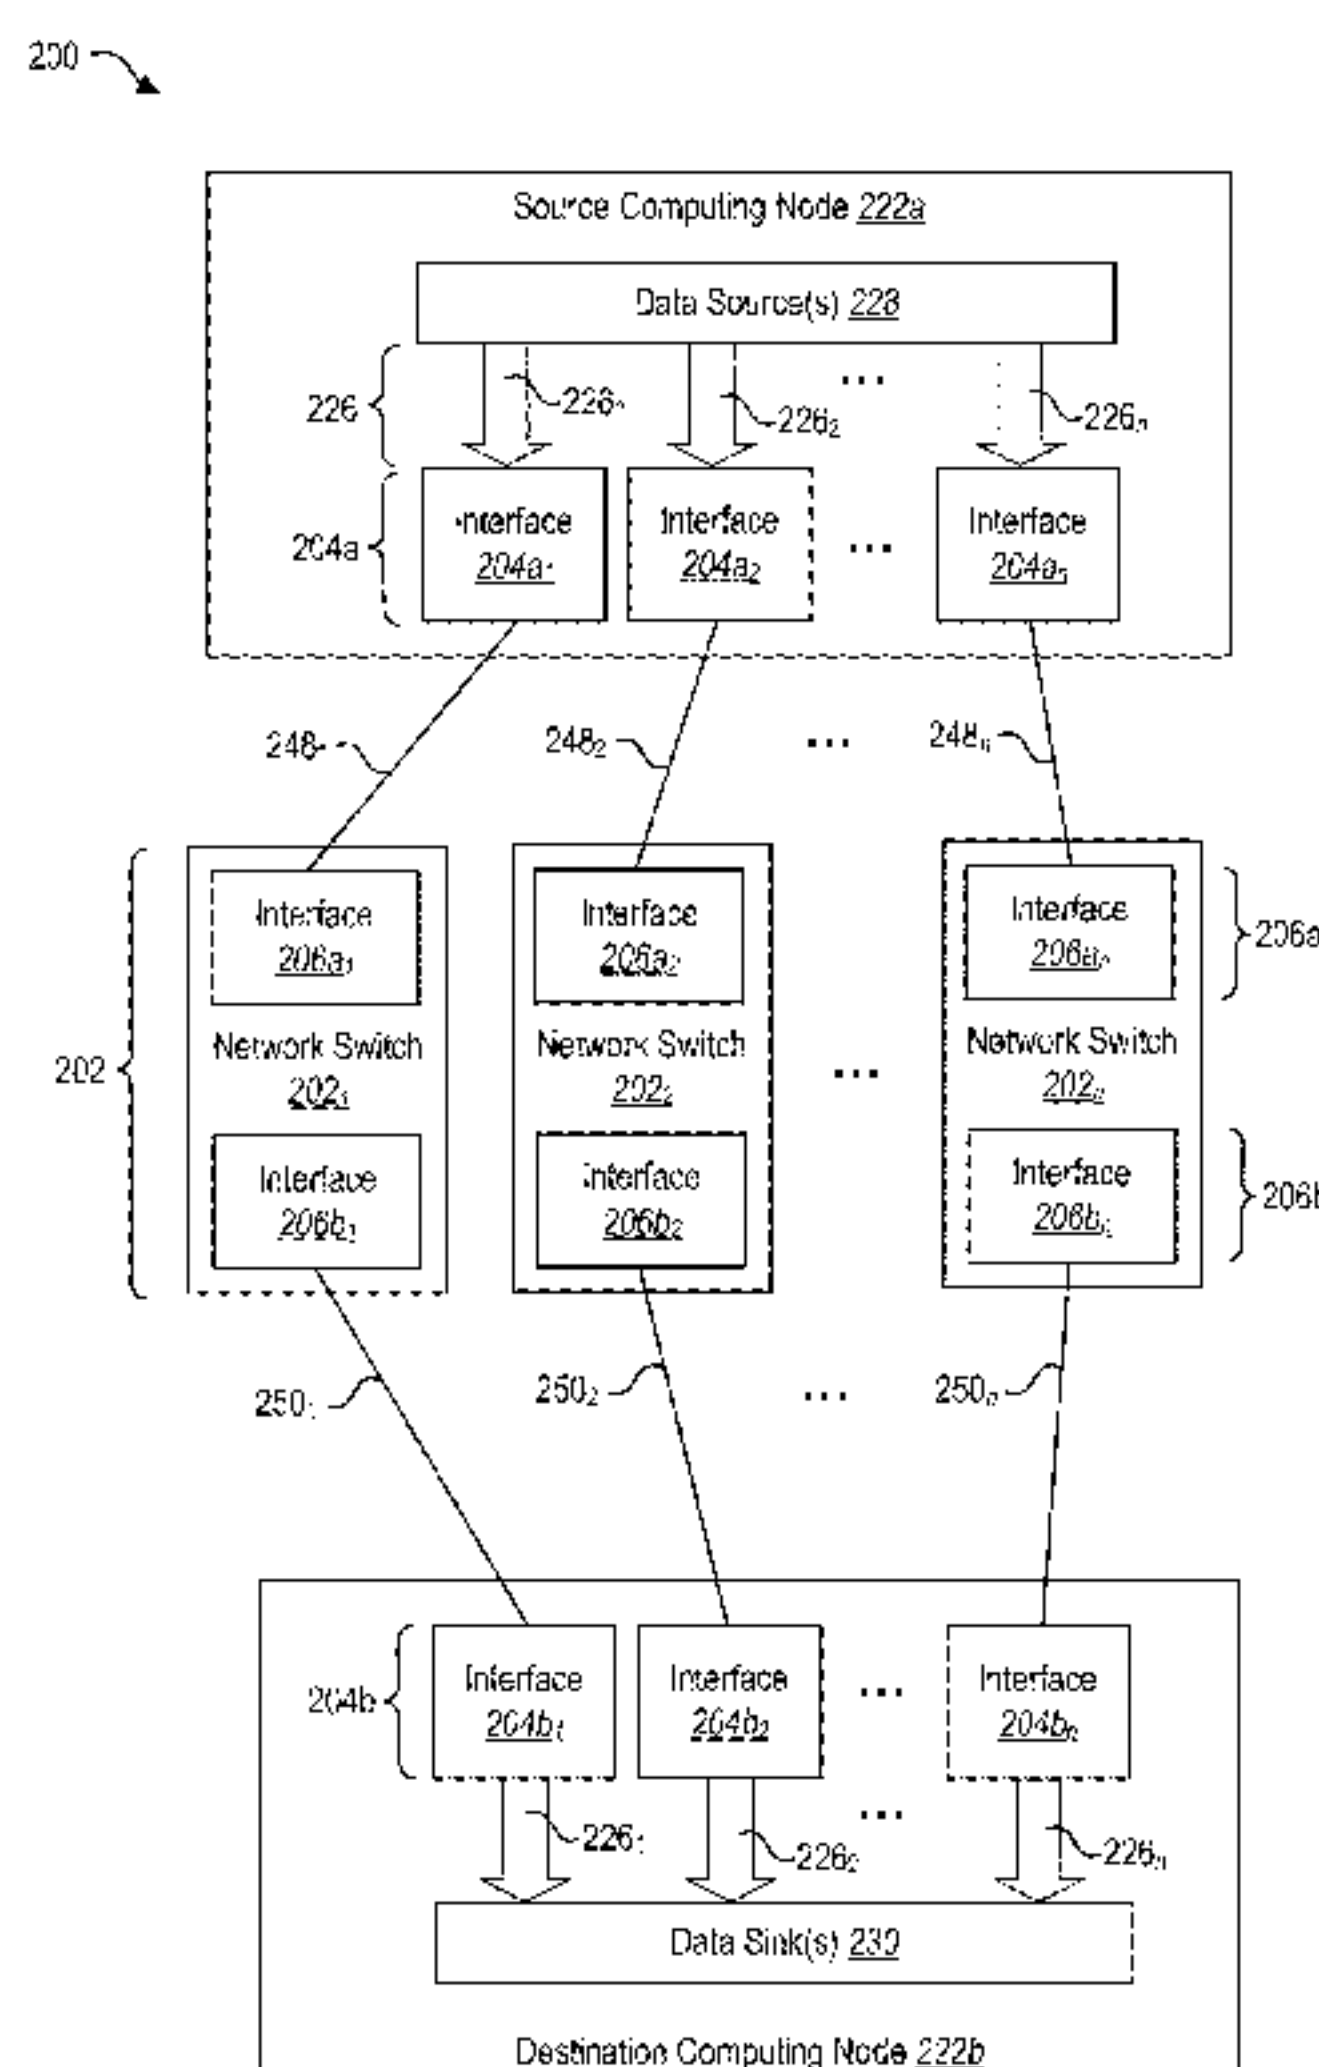 200
Source Computing Node 222a
Data Source(s) 228
226 226₁ 226₂ ... 226ₙ
204a Interface 204a₁ Interface 204a₂ ... Interface 204aₙ
248₁ 248₂ ... 248ₙ
202 Interface 206a₁ Interface 206a₂ Interface 206aₙ 206a
Network Switch 202₁ Network Switch 202₂ ... Network Switch 202ₙ
Interface 206b₁ Interface 206b₂ Interface 206bₙ 206b
250₁ 250₂ ... 250ₙ
204b Interface 204b₁ Interface 204b₂ ... Interface 204bₙ
226₁ 226₂ ... 226ₙ
Data Sink(s) 230
Destination Computing Node 222b